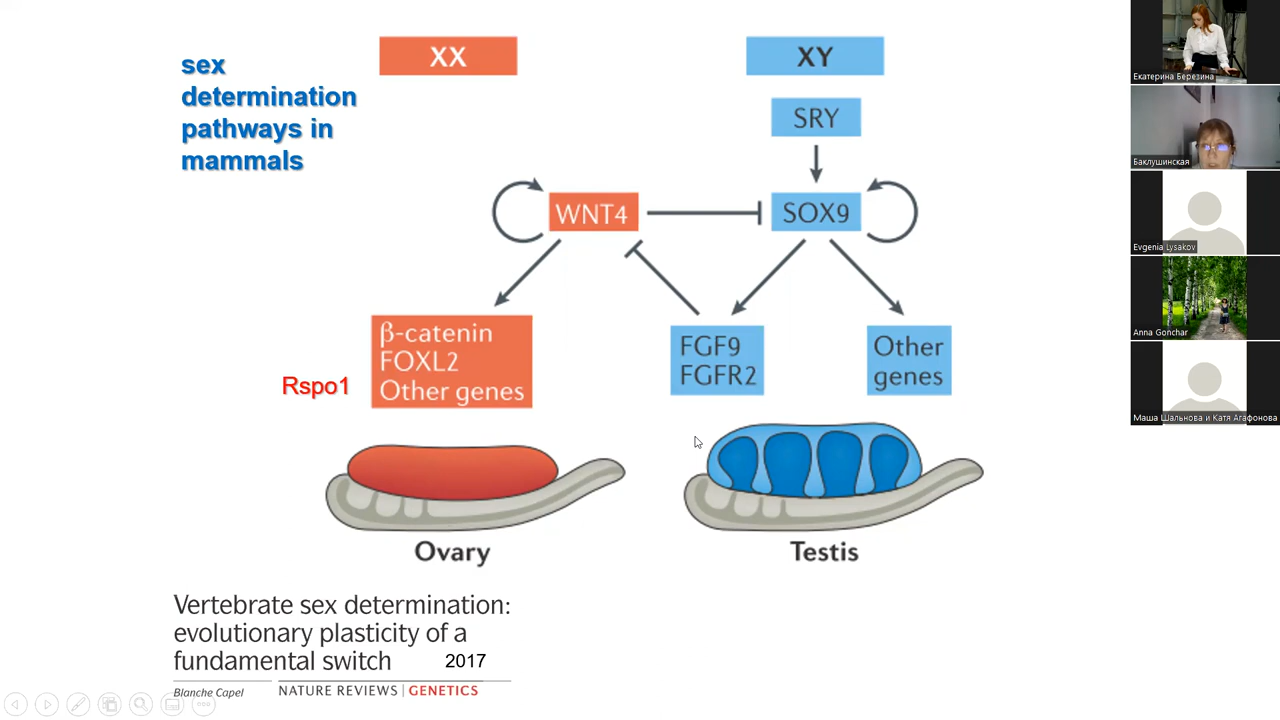 sex
determination
pathways in
mammals
XX
XY
SRY
WNT4
SOX9
β-catenin
FOXL2
Other genes
Rspo1
FGF9
FGFR2
Other
genes
Ovary
Testis
Vertebrate sex determination:
evolutionary plasticity of a
fundamental switch
2017
Blanche Capel
NATURE REVIEWS | GENETICS
Екатерина Березина
Баклушинская
Evgenia Lysakov
Anna Gonchar
Маша Шальнова и Катя Агафонова